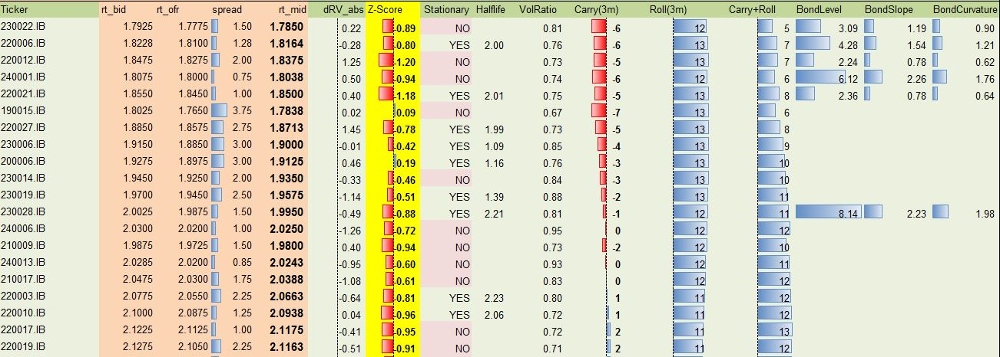 Ticker rt_bid rt_ofr spread rt_mid dRV_abs Z-Score Stationary Halflife VolRatio Carry(3m) Roll(3m) Carry+Roll BondLevel BondSlope BondCurvature
230022.IB 1.7925 1.7775 1.50 1.7850 0.22 -0.89 NO 0.81 -6 12 5 3.09 1.19 0.90
220006.IB 1.8228 1.8100 1.28 1.8164 -0.28 -0.80 YES 2.00 0.76 -6 13 7 4.28 1.54 1.21
220012.IB 1.8475 1.8275 2.00 1.8375 1.25 -1.20 NO 0.73 -5 13 7 2.24 0.78 0.62
240001.IB 1.8075 1.8000 0.75 1.8038 0.50 -0.94 NO 0.74 -6 12 6 6.12 2.26 1.76
220021.IB 1.8550 1.8450 1.00 1.8500 0.40 -1.18 YES 2.01 0.75 -5 13 8 2.36 0.78 0.64
190015.IB 1.8025 1.7650 3.75 1.7838 0.02 0.09 NO 0.67 -7 13 6
220027.IB 1.8850 1.8575 2.75 1.8713 1.45 -0.78 YES 1.99 0.73 -5 13 8
230006.IB 1.9150 1.8850 3.00 1.9000 -0.01 -0.42 YES 1.09 0.85 -4 13 9
200006.IB 1.9275 1.8975 3.00 1.9125 0.46 0.19 YES 1.16 0.76 -3 13 10
230014.IB 1.9450 1.9250 2.00 1.9350 -0.33 -0.46 NO 0.84 -3 13 10
230019.IB 1.9700 1.9450 2.50 1.9575 -1.14 -0.51 YES 1.39 0.88 -2 13 11
230028.IB 2.0025 1.9875 1.50 1.9950 -0.49 -0.88 YES 2.21 0.81 -1 12 11 8.14 2.23 1.98
240006.IB 2.0300 2.0200 1.00 2.0250 -1.26 -0.72 NO 0.95 0 12 12
210009.IB 1.9875 1.9725 1.50 1.9800 0.40 -0.94 NO 0.73 -2 12 10
240013.IB 2.0285 2.0200 0.85 2.0243 -0.95 -0.60 NO 0.93 0 12 11
210017.IB 2.0475 2.0300 1.75 2.0388 -1.08 -0.61 NO 0.83 0 12 12
220003.IB 2.0775 2.0550 2.25 2.0663 -0.64 -0.81 YES 2.23 0.80 1 11 12
220010.IB 2.1000 2.0875 1.25 2.0938 0.04 -0.96 YES 2.06 0.72 1 11 12
220017.IB 2.1225 2.1125 1.00 2.1175 -0.41 -0.95 NO 0.72 2 11 13
220019.IB 2.1275 2.1050 2.25 2.1163 -0.51 -0.91 NO 0.71 2 11 12